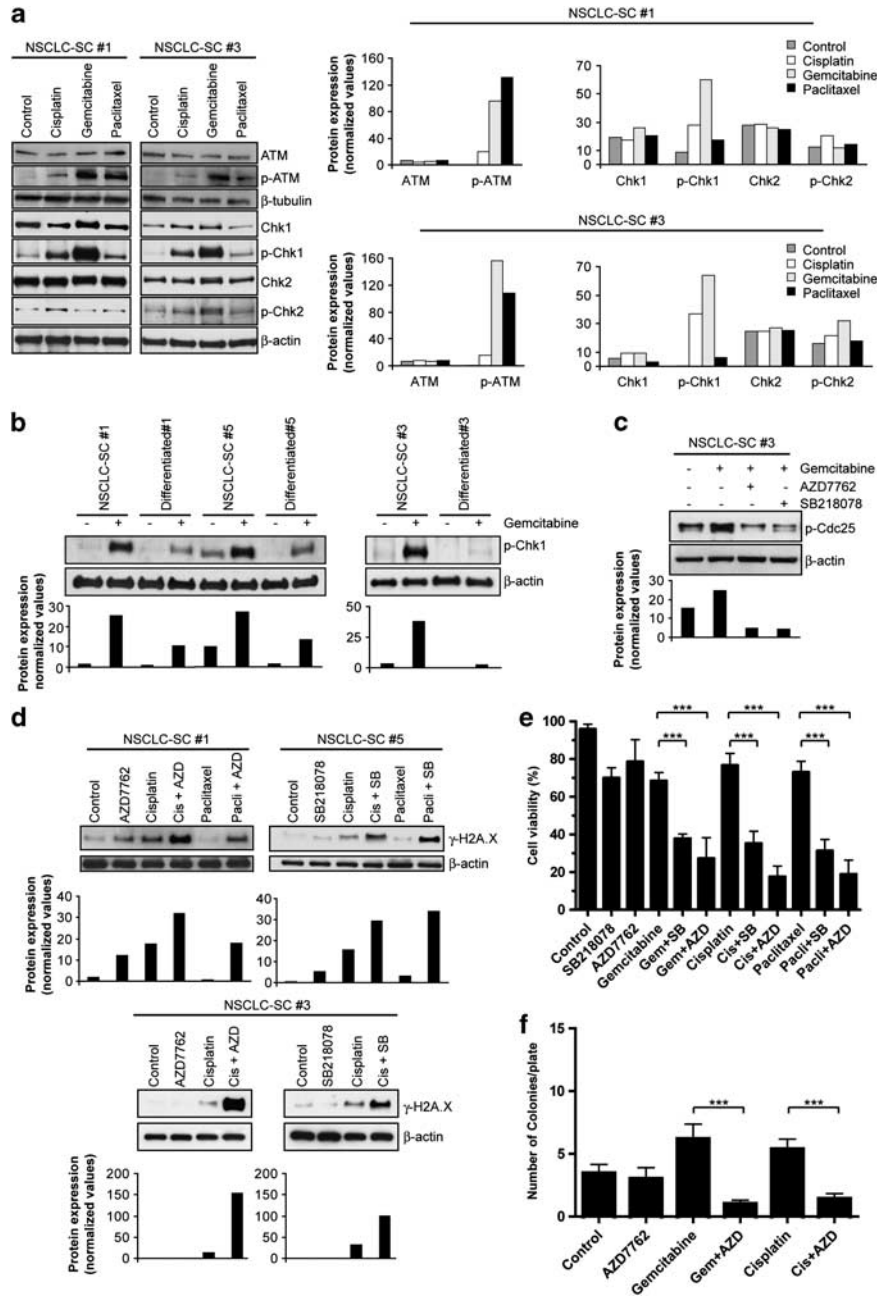 a
NSCLC-SC #1
NSCLC-SC #3
Control
Cisplatin
Gemcitabine
Paclitaxel
Control
Cisplatin
Gemcitabine
Paclitaxel
ATM
p-ATM
β-tubulin
Chk1
p-Chk1
Chk2
p-Chk2
β-actin
NSCLC-SC #1
Protein expression
(normalized values)
160
120
80
40
0
ATM
p-ATM
70
50
30
10
0
Chk1
p-Chk1
Chk2
p-Chk2
Control
Cisplatin
Gemcitabine
Paclitaxel
NSCLC-SC #3
Protein expression
(normalized values)
160
120
80
40
0
ATM
p-ATM
70
50
30
10
0
Chk1
p-Chk1
Chk2
p-Chk2
Control
Cisplatin
Gemcitabine
Paclitaxel
b
NSCLC-SC #1
Differentiated#1
NSCLC-SC #5
Differentiated#5
NSCLC-SC #3
Differentiated#3
- + - + - + - + Gemcitabine - + - +
p-Chk1
β-actin
Protein expression
normalized values)
30
20
10
0
50
25
0
c
NSCLC-SC #3
- + + + Gemcitabine
- - + - AZD7762
- - - + SB218078
p-Cdc25
β-actin
Protein expression
(normalized values)
30
20
10
0
d
NSCLC-SC #1
NSCLC-SC #5
Control
AZD7762
Cisplatin
Cis + AZD
Paclitaxel
Pacli + AZD
Control
SB218078
Cisplatin
Cis + SB
Paclitaxel
Pacli + SB
γ-H2A.X
β-actin
Protein expression
(normalized values)
40
30
20
10
0
40
30
20
10
0
NSCLC-SC #3
Control
AZD7762
Cisplatin
Cis + AZD
Control
SB218078
Cisplatin
Cis + SB
γ-H2A.X
β-actin
Protein expression
(normalized values)
200
150
100
50
0
200
150
100
50
0
e
Cell viability (%)
100
80
60
40
20
0
*** *** ***
*** *** ***
Control
SB218078
AZD7762
Gemcitabine
Gem+SB
Gem+AZD
Cisplatin
Cis+SB
Cis+AZD
Paclitaxel
Pacli+SB
Pacli+AZD
f
Number of Colonies/plate
15
10
5
0
*** ***
Control
AZD7762
Gemcitabine
Gem+AZD
Cisplatin
Cis+AZD